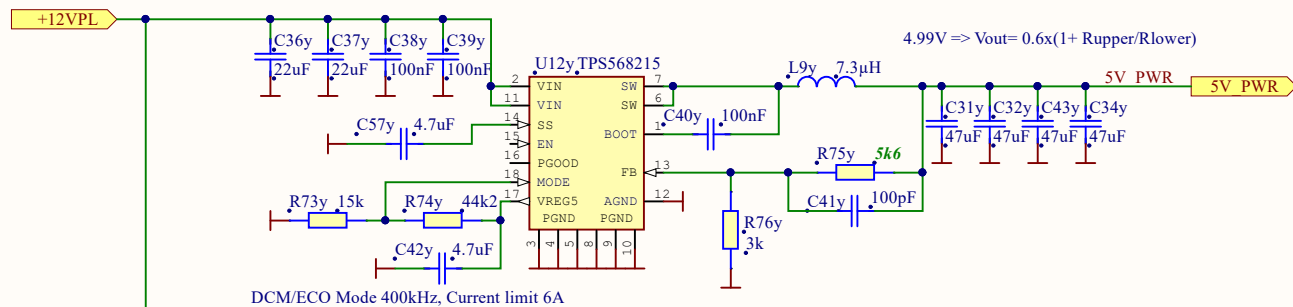 +12VPL
C36y
22uF
C37y
22uF
C38y
100nF
C39y
100nF
U12y TPS568215
4.99V => Vout= 0.6x(1+ Rupper/Rlower)
2 VIN
11 VIN
14 SS
15 EN
16 PGOOD
18 MODE
17 VREG5
PGND PGND
3 4 5 8 9 10
SW 7
SW 6
BOOT 1
FB 13
AGND 12
C57y 4.7uF
R73y 15k
R74y 44k2
C42y 4.7uF
DCM/ECO Mode 400kHz, Current limit 6A
L9y 7.3µH
C40y 100nF
R75y 5k6
C41y 100pF
R76y
3k
5V_PWR
5V_PWR
C31y
47uF
C32y
47uF
C43y
47uF
C34y
47uF